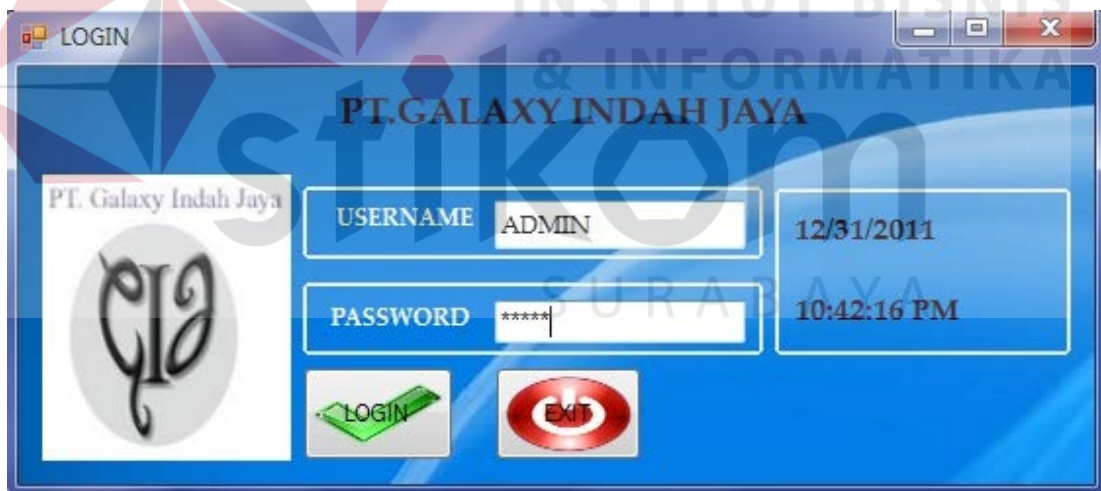 INSTITUT BISNIS
& INFORMATIKA
stikom
SURABAYA
LOGIN
PT.GALAXY INDAH JAYA
PT. Galaxy Indah Jaya
USERNAME
ADMIN
12/31/2011
PASSWORD
*****
10:42:16 PM
LOGIN
EXIT